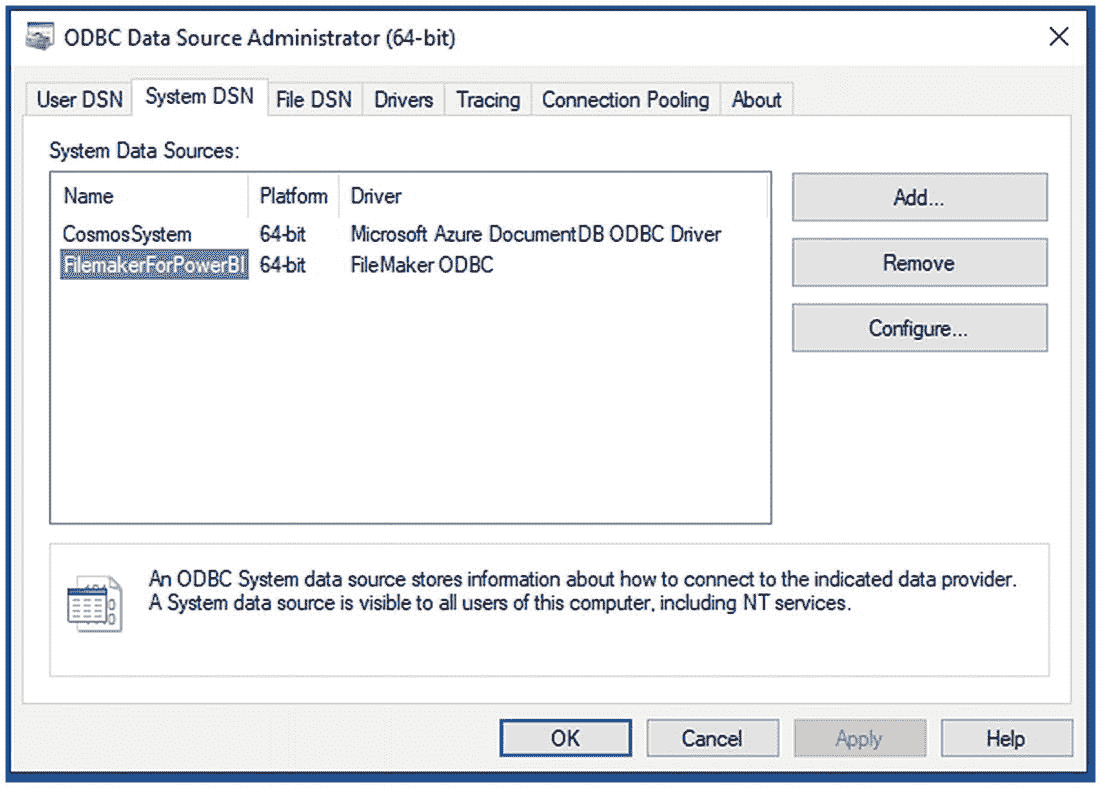 ODBC Data Source Administrator (64-bit)
User DSN System DSN File DSN Drivers Tracing Connection Pooling About
System Data Sources:
Name Platform Driver
CosmosSystem 64-bit Microsoft Azure DocumentDB ODBC Driver
FilemakerForPowerBI 64-bit FileMaker ODBC
Add...
Remove
Configure...
An ODBC System data source stores information about how to connect to the indicated data provider.
A System data source is visible to all users of this computer, including NT services.
OK Cancel Apply Help